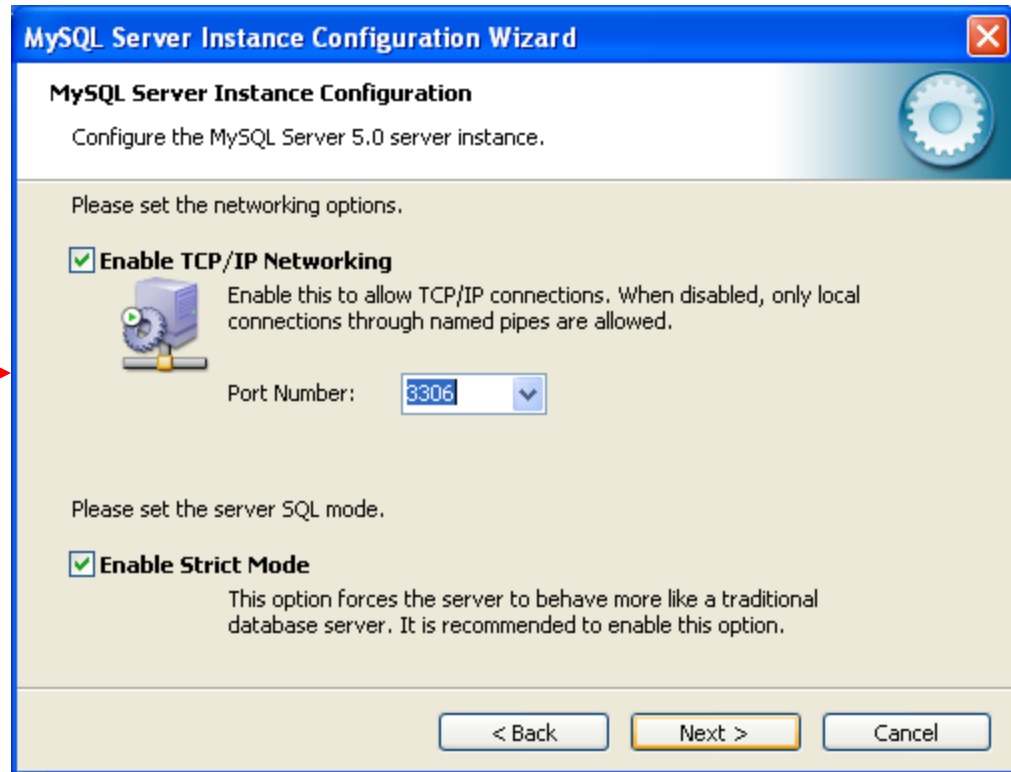 MySQL Server Instance Configuration Wizard
MySQL Server Instance Configuration
Configure the MySQL Server 5.0 server instance.
Please set the networking options.
Enable TCP/IP Networking
Enable this to allow TCP/IP connections. When disabled, only local
connections through named pipes are allowed.
Port Number: 3306
Please set the server SQL mode.
Enable Strict Mode
This option forces the server to behave more like a traditional
database server. It is recommended to enable this option.
< Back Next > Cancel